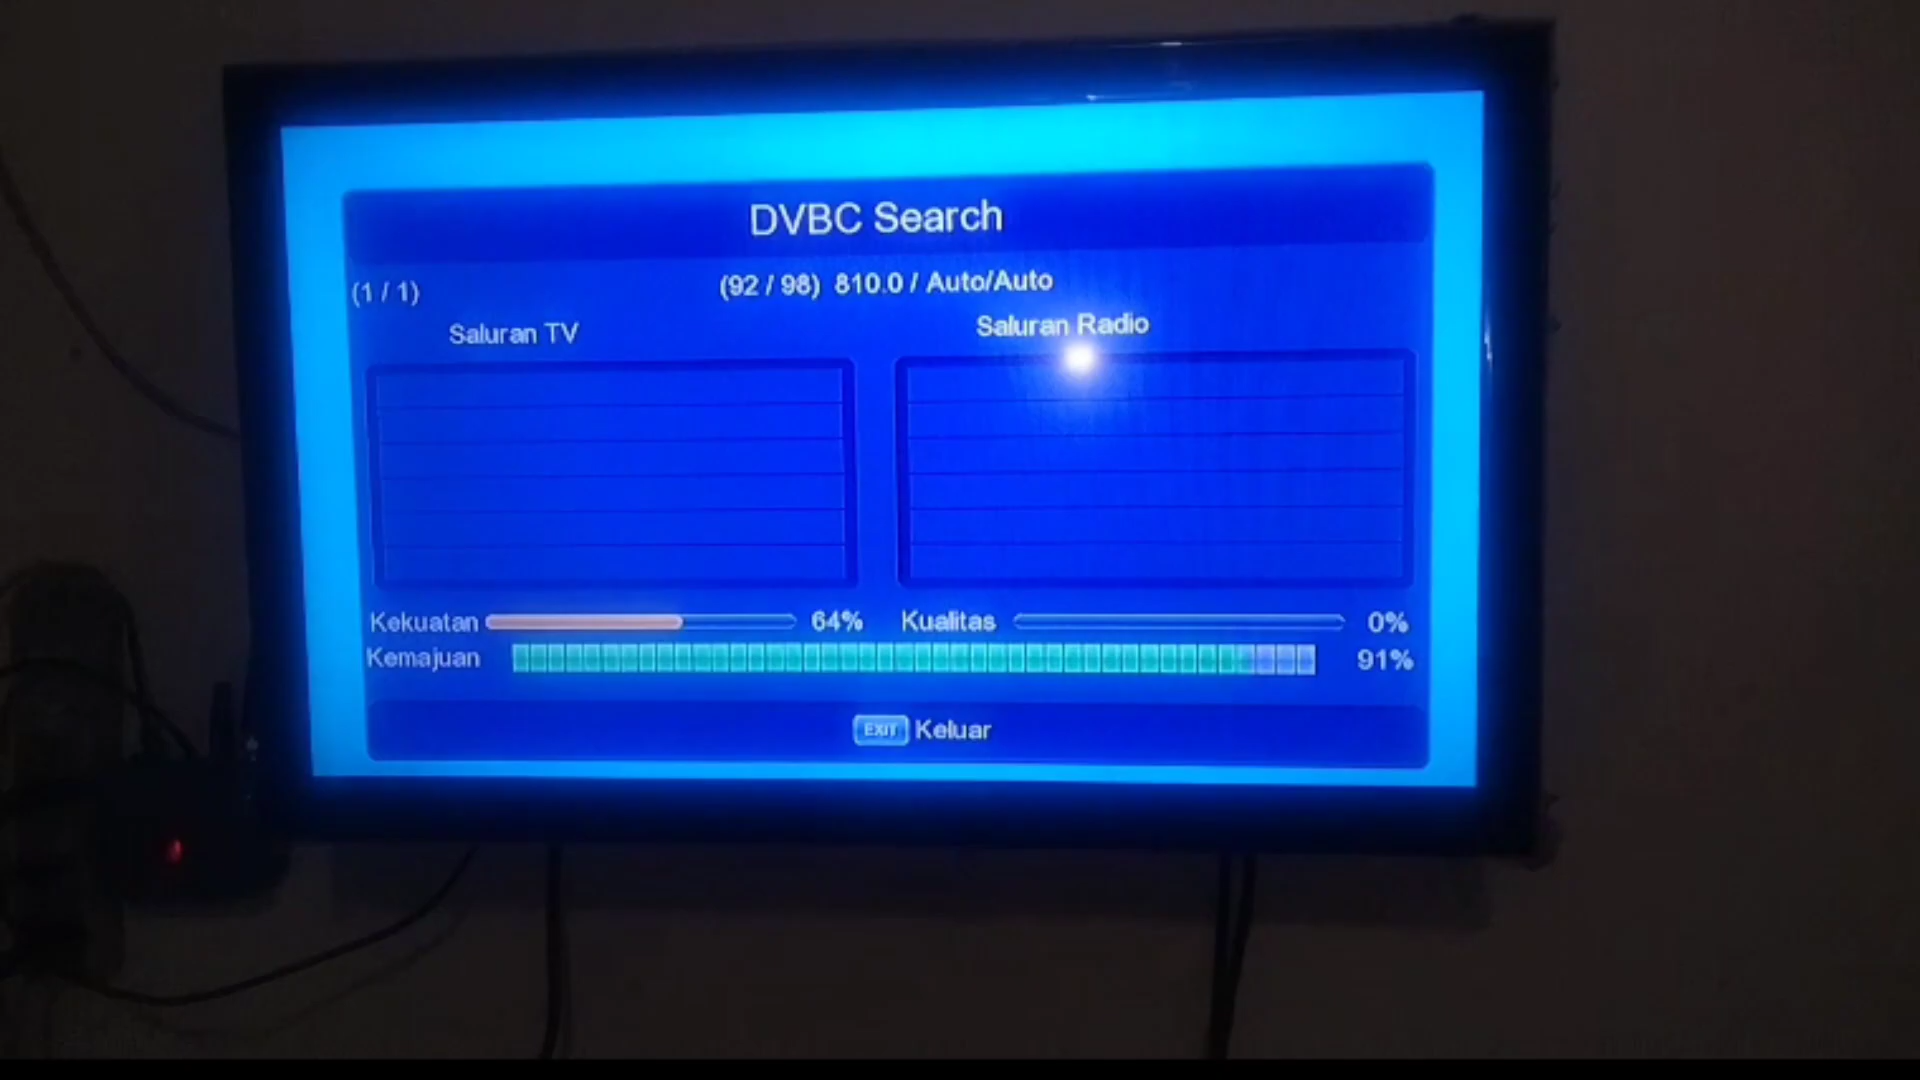 DVBC Search
(1 / 1)
(92 / 98) 810.0 / Auto/Auto
Saluran TV
Saluran Radio
Kekuatan 64% Kualitas 0%
Kemajuan 91%
EXIT Keluar